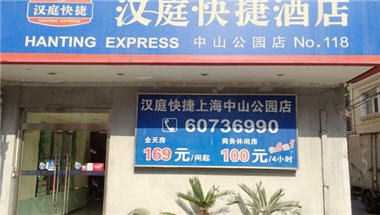 汉庭快捷
汉庭快捷酒店
HANTING EXPRESS 中山公园店 No.118
汉庭快捷上海中山公园店
60736990
全天房
169元/间起
商务休闲房
100元/4小时